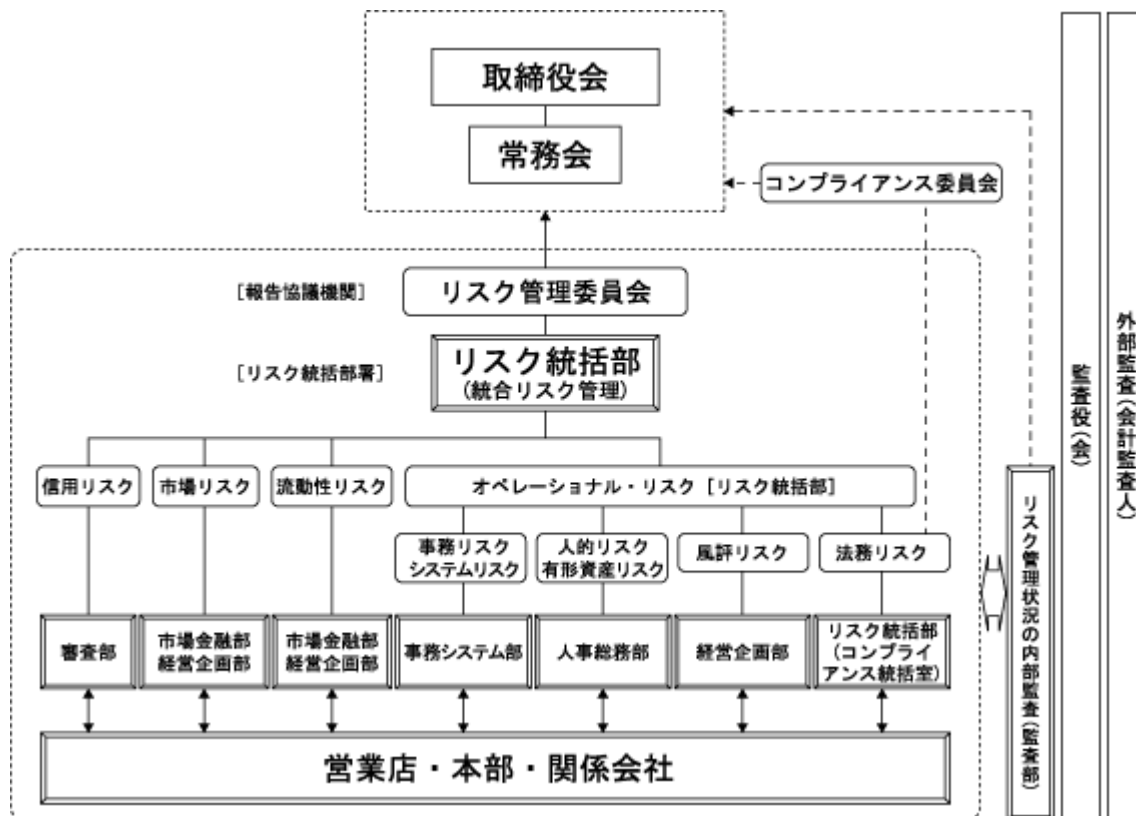 取締役会
常務会
コンプライアンス委員会
[報告協議機関]
リスク管理委員会
[リスク統括部署]
リスク統括部
(統合リスク管理)
信用リスク
市場リスク
流動性リスク
オペレーショナル・リスク[リスク統括部]
事務リスク
システムリスク
人的リスク
有形資産リスク
風評リスク
法務リスク
審査部
市場金融部
経営企画部
市場金融部
経営企画部
事務システム部
人事総務部
経営企画部
リスク統括部
(コンプライ
アンス統括室)
営業店・本部・関係会社
リスク管理状況の内部監査(監査部)
監査役(会)
外部監査(会計監査人)